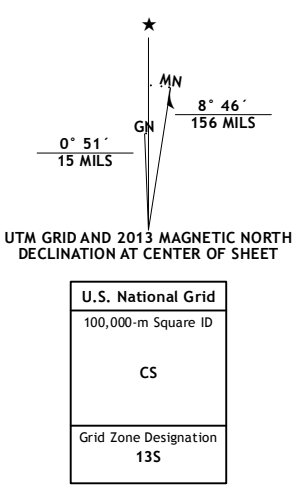 ★
MN
GN
8° 46´
156 MILS
0° 51´
15 MILS
UTM GRID AND 2013 MAGNETIC NORTH
DECLINATION AT CENTER OF SHEET
U.S. National Grid
100,000-m Square ID
CS
Grid Zone Designation
13S